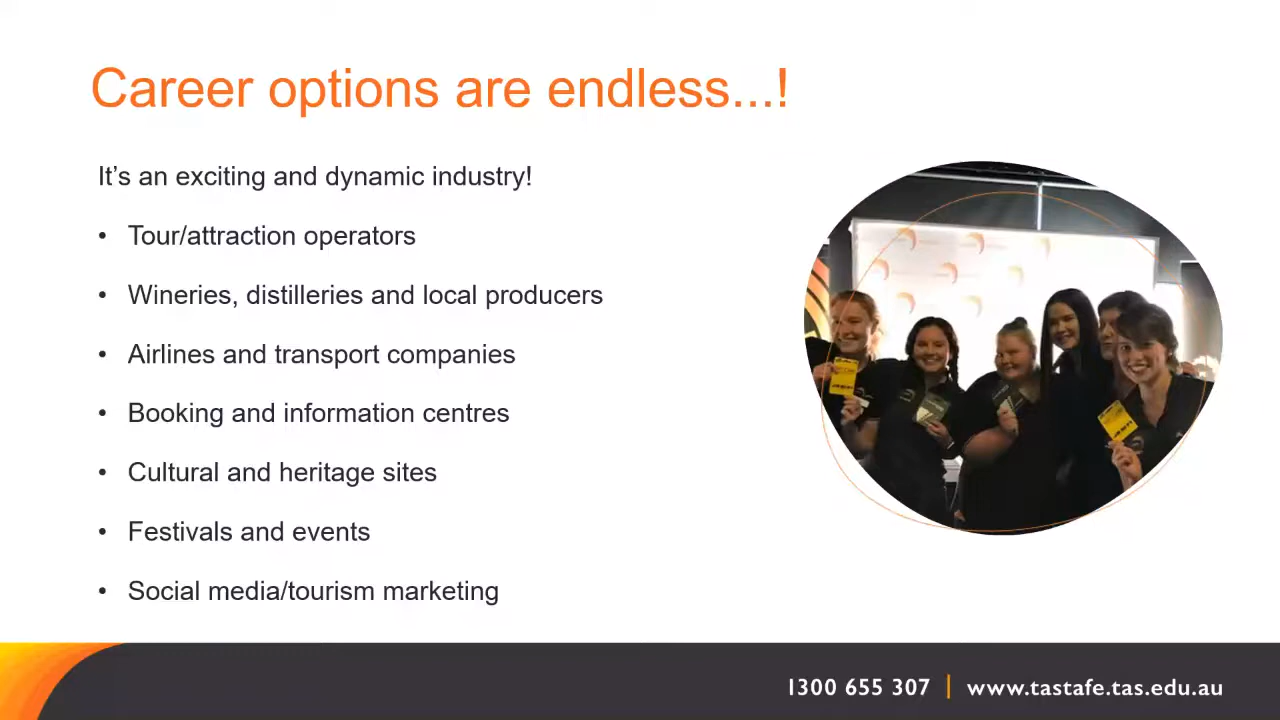 Career options are endless...!
It’s an exciting and dynamic industry!
• Tour/attraction operators
• Wineries, distilleries and local producers
• Airlines and transport companies
• Booking and information centres
• Cultural and heritage sites
• Festivals and events
• Social media/tourism marketing
1300 655 307 | www.tastafe.tas.edu.au